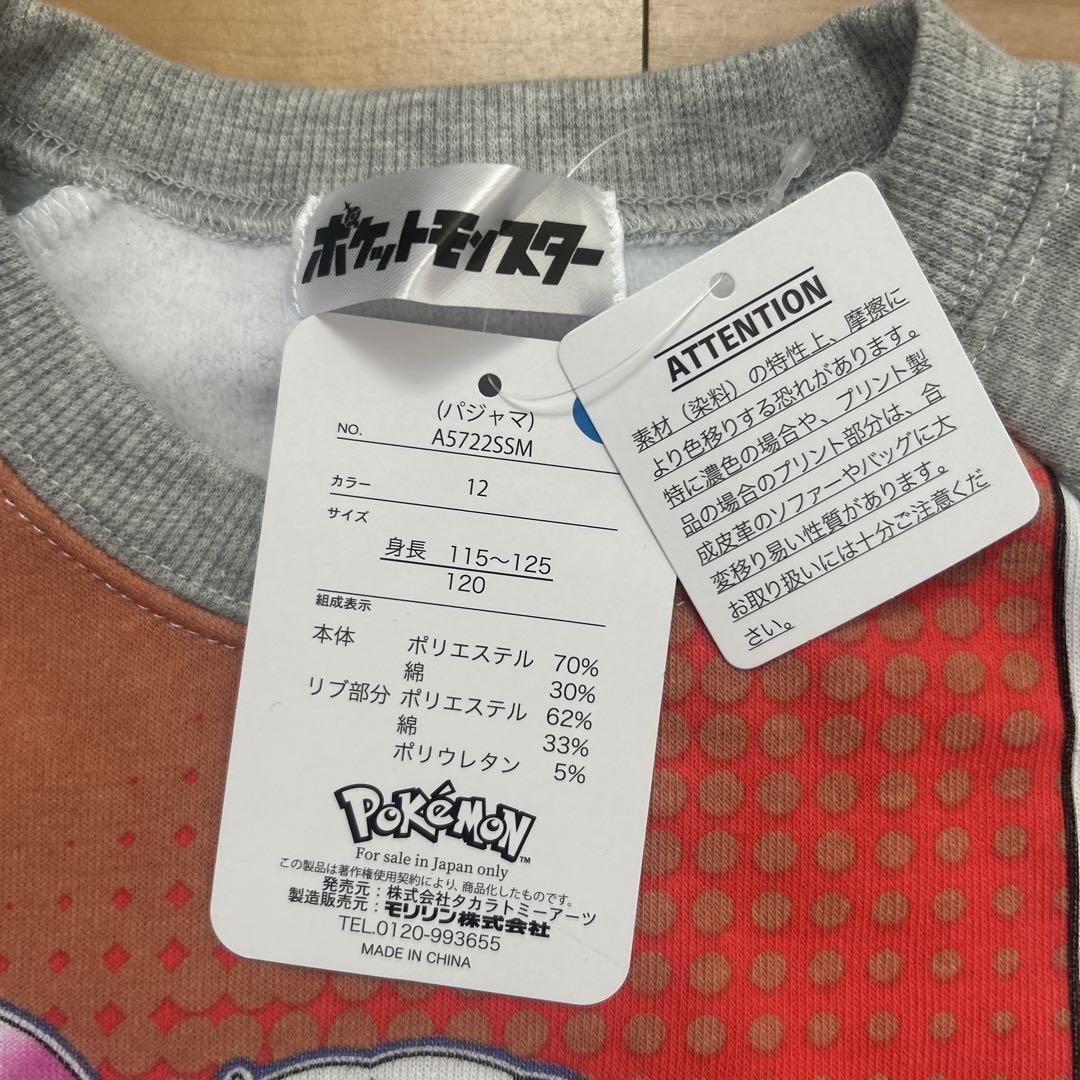 ポケットモンスター
(パジャマ)
NO. A5722SSM
カラー 12
サイズ
身長 115〜125
120
組成表示
本体 ポリエステル 70%
綿 30%
リブ部分 ポリエステル 62%
綿 33%
ポリウレタン 5%
POKéMON™
For sale in Japan only
この製品は著作権使用契約により、商品化したものです。
発売元:株式会社タカラトミーアーツ
製造販売元:モリリン株式会社
TEL.0120-993655
MADE IN CHINA
ATTENTION
素材(染料)の特性上、摩擦に
より色移りする恐れがあります。
特に濃色の場合や、プリント製
品の場合のプリント部分は、合
成皮革のソファーやバッグに大
変移り易い性質があります。
お取り扱いには十分ご注意くだ
さい。